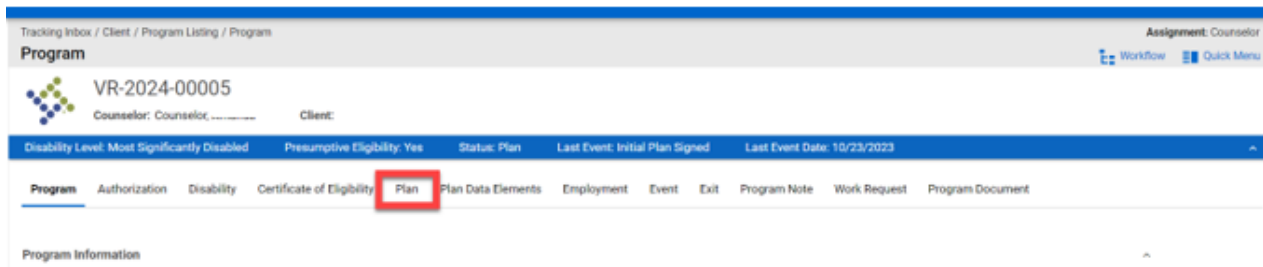 Tracking Inbox / Client / Program Listing / Program
Assignment: Counselor
Program
Workflow Quick Menu
VR-2024-00005
Counselor: Counselor, Client:
Disability Level: Most Significantly Disabled Presumptive Eligibility: Yes Status: Plan Last Event: Initial Plan Signed Last Event Date: 10/23/2023
Program Authorization Disability Certificate of Eligibility Plan Plan Data Elements Employment Event Exit Program Note Work Request Program Document
Program Information